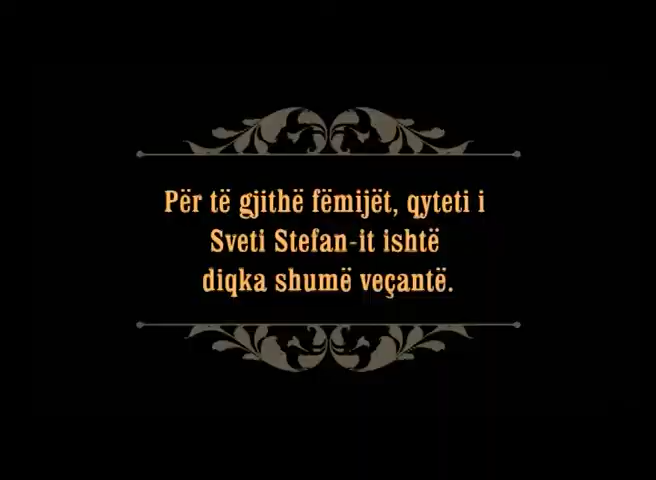 Për të gjithë fëmijët, qyteti i
Sveti Stefan-it ishtë
diqka shumë veçantë.